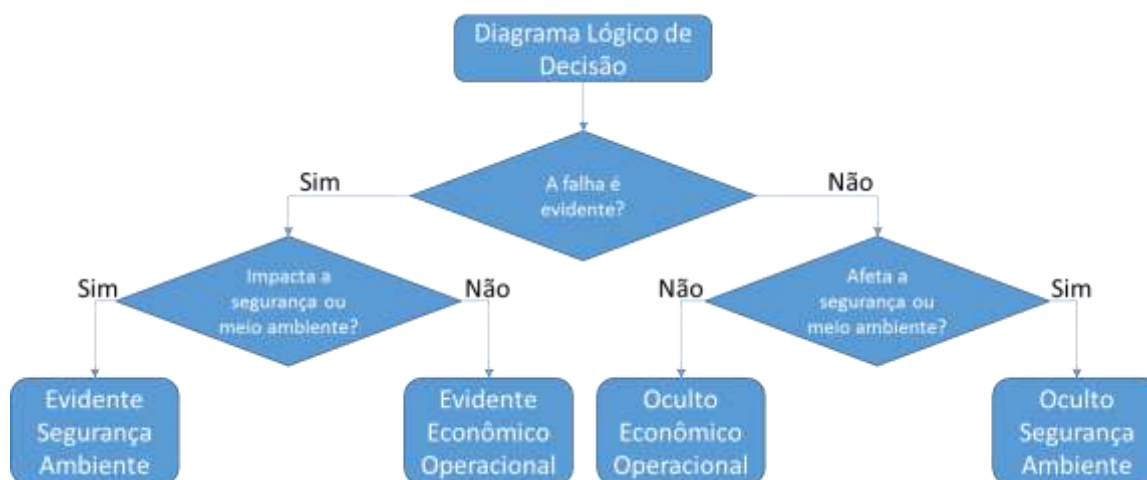 Diagrama Lógico de
Decisão
Sim
A falha é
evidente?
Não
Sim
Impacta a
segurança ou
meio ambiente?
Não
Não
Afeta a
segurança ou
meio ambiente?
Sim
Evidente
Segurança
Ambiente
Evidente
Econômico
Operacional
Oculto
Econômico
Operacional
Oculto
Segurança
Ambiente